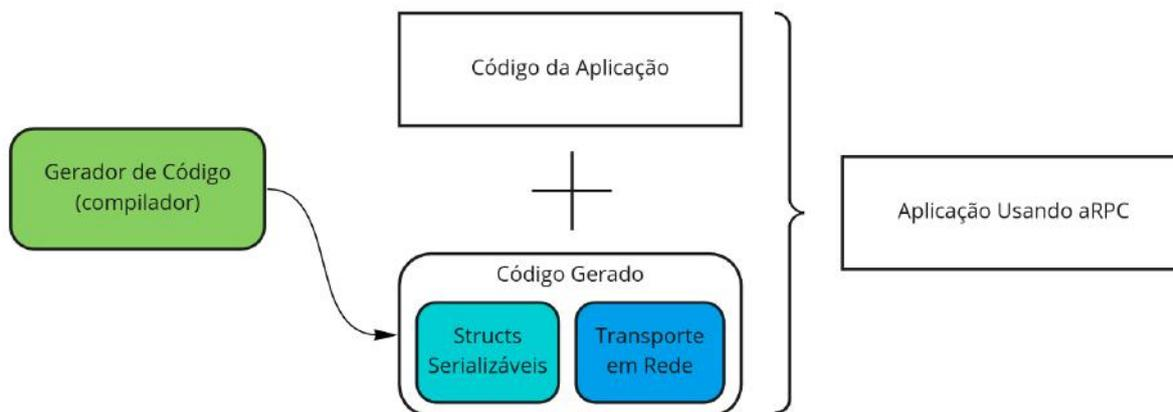 Código da Aplicação
Gerador de Código
(compilador)
Aplicação Usando aRPC
Código Gerado
Structs
Serializáveis
Transporte
em Rede